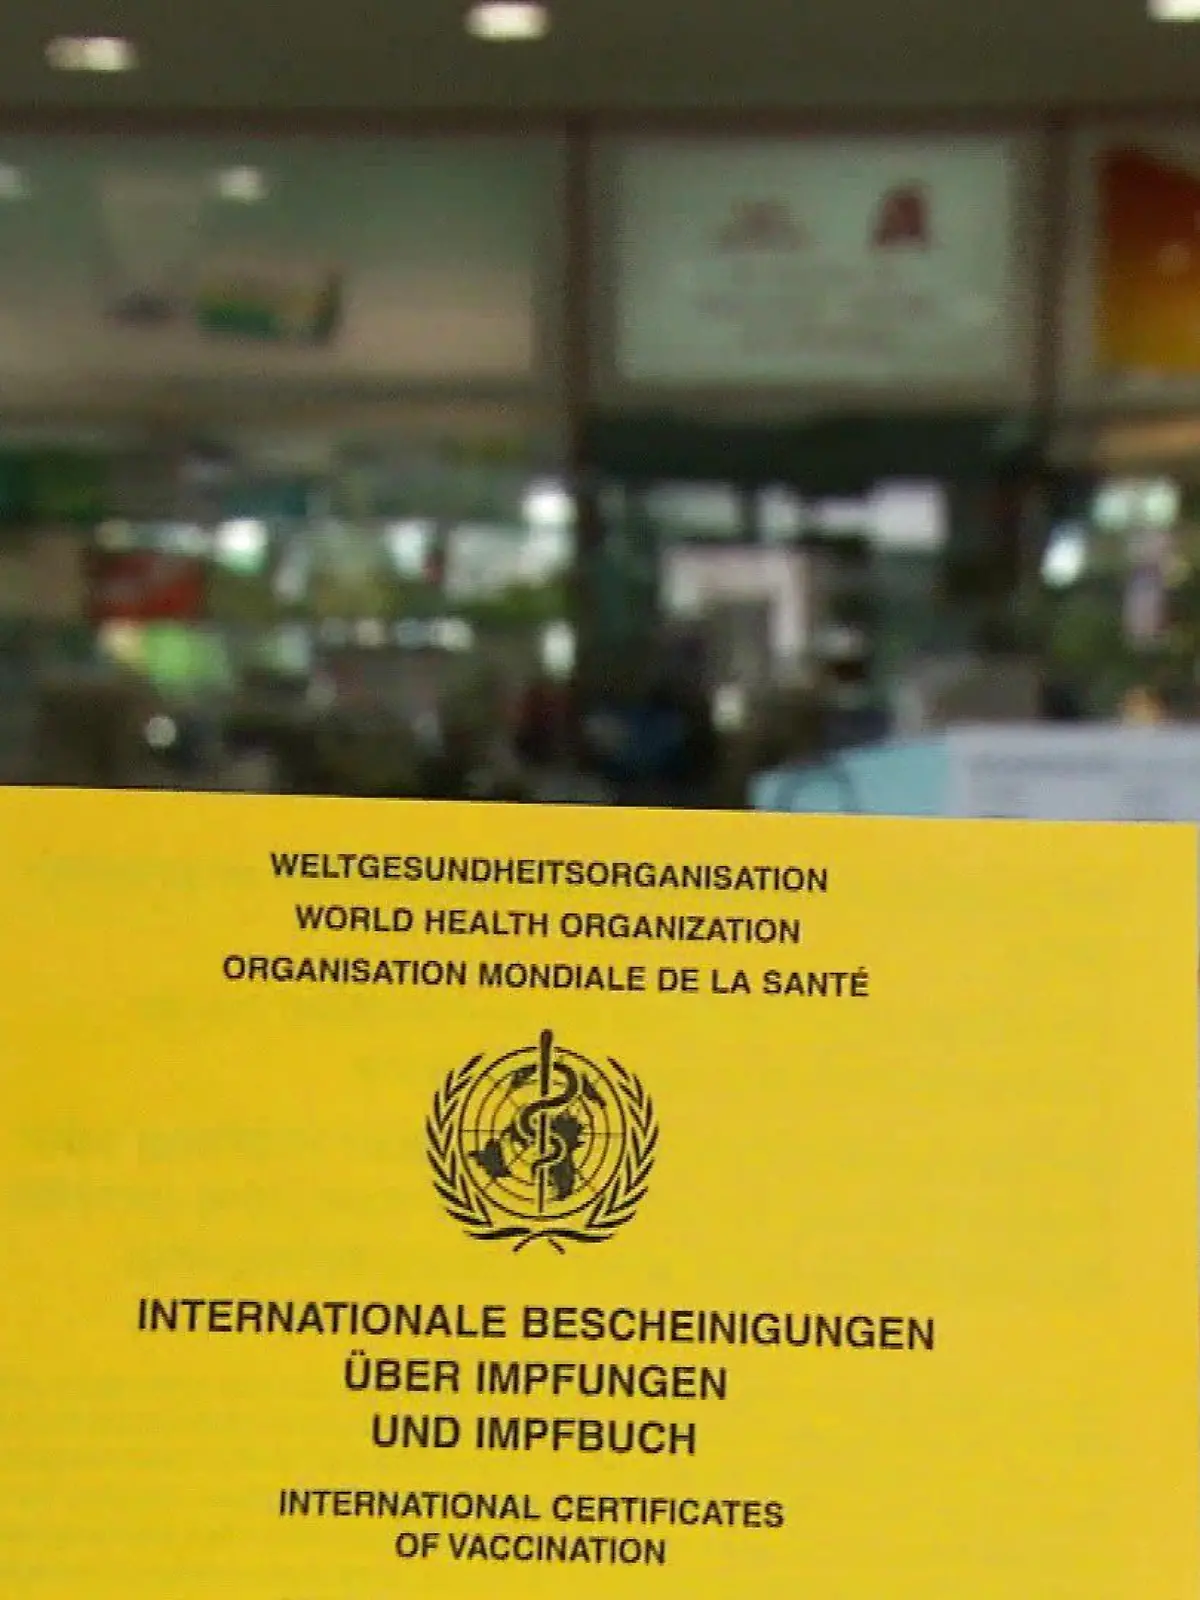 WELTGESUNDHEITSORGANISATION
WORLD HEALTH ORGANIZATION
ORGANISATION MONDIALE DE LA SANTÉ
INTERNATIONALE BESCHEINIGUNGEN
ÜBER IMPFUNGEN
UND IMPFBUCH
INTERNATIONAL CERTIFICATES
OF VACCINATION